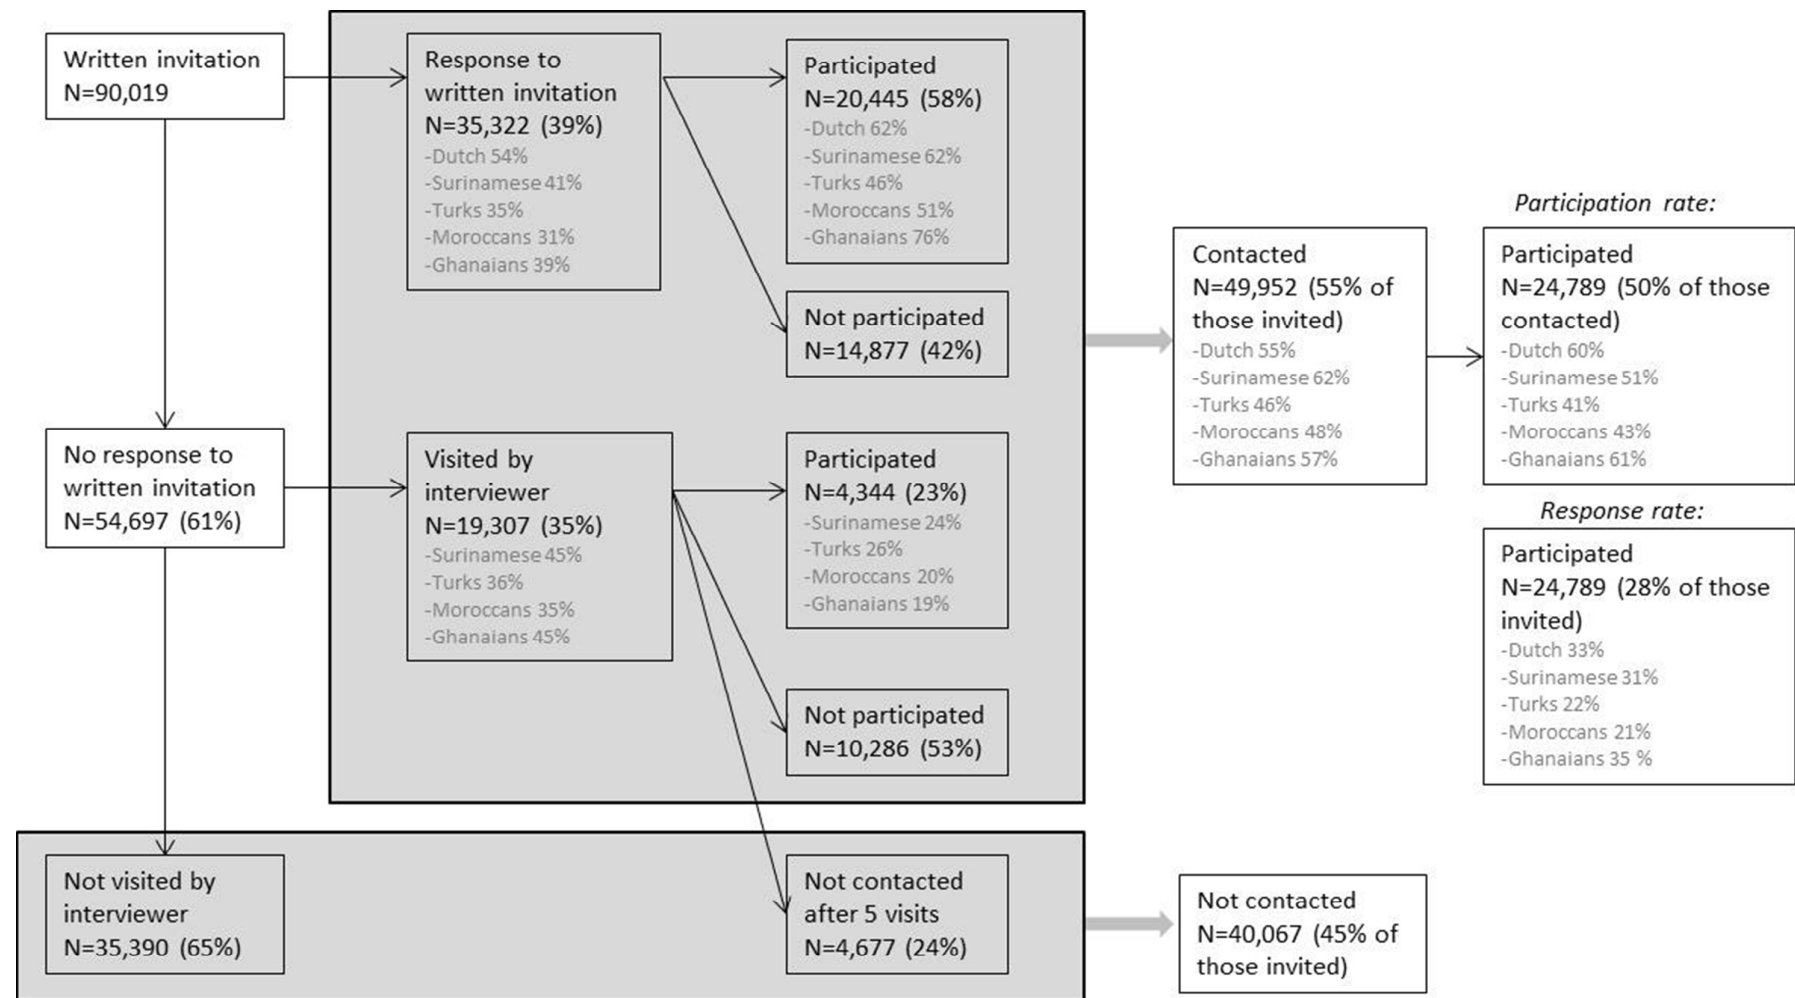 Written invitation
N=90,019
Response to
written invitation
N=35,322 (39%)
-Dutch 54%
-Surinamese 41%
-Turks 35%
-Moroccans 31%
-Ghanaians 39%
Participated
N=20,445 (58%)
-Dutch 62%
-Surinamese 62%
-Turks 46%
-Moroccans 51%
-Ghanaians 76%
Not participated
N=14,877 (42%)
No response to
written invitation
N=54,697 (61%)
Visited by
interviewer
N=19,307 (35%)
-Surinamese 45%
-Turks 36%
-Moroccans 35%
-Ghanaians 45%
Participated
N=4,344 (23%)
-Surinamese 24%
-Turks 26%
-Moroccans 20%
-Ghanaians 19%
Not participated
N=10,286 (53%)
Not visited by
interviewer
N=35,390 (65%)
Not contacted
after 5 visits
N=4,677 (24%)
Contacted
N=49,952 (55% of
those invited)
-Dutch 55%
-Surinamese 62%
-Turks 46%
-Moroccans 48%
-Ghanaians 57%
Participation rate:
Participated
N=24,789 (50% of those
contacted)
-Dutch 60%
-Surinamese 51%
-Turks 41%
-Moroccans 43%
-Ghanaians 61%
Response rate:
Participated
N=24,789 (28% of those
invited)
-Dutch 33%
-Surinamese 31%
-Turks 22%
-Moroccans 21%
-Ghanaians 35 %
Not contacted
N=40,067 (45% of
those invited)